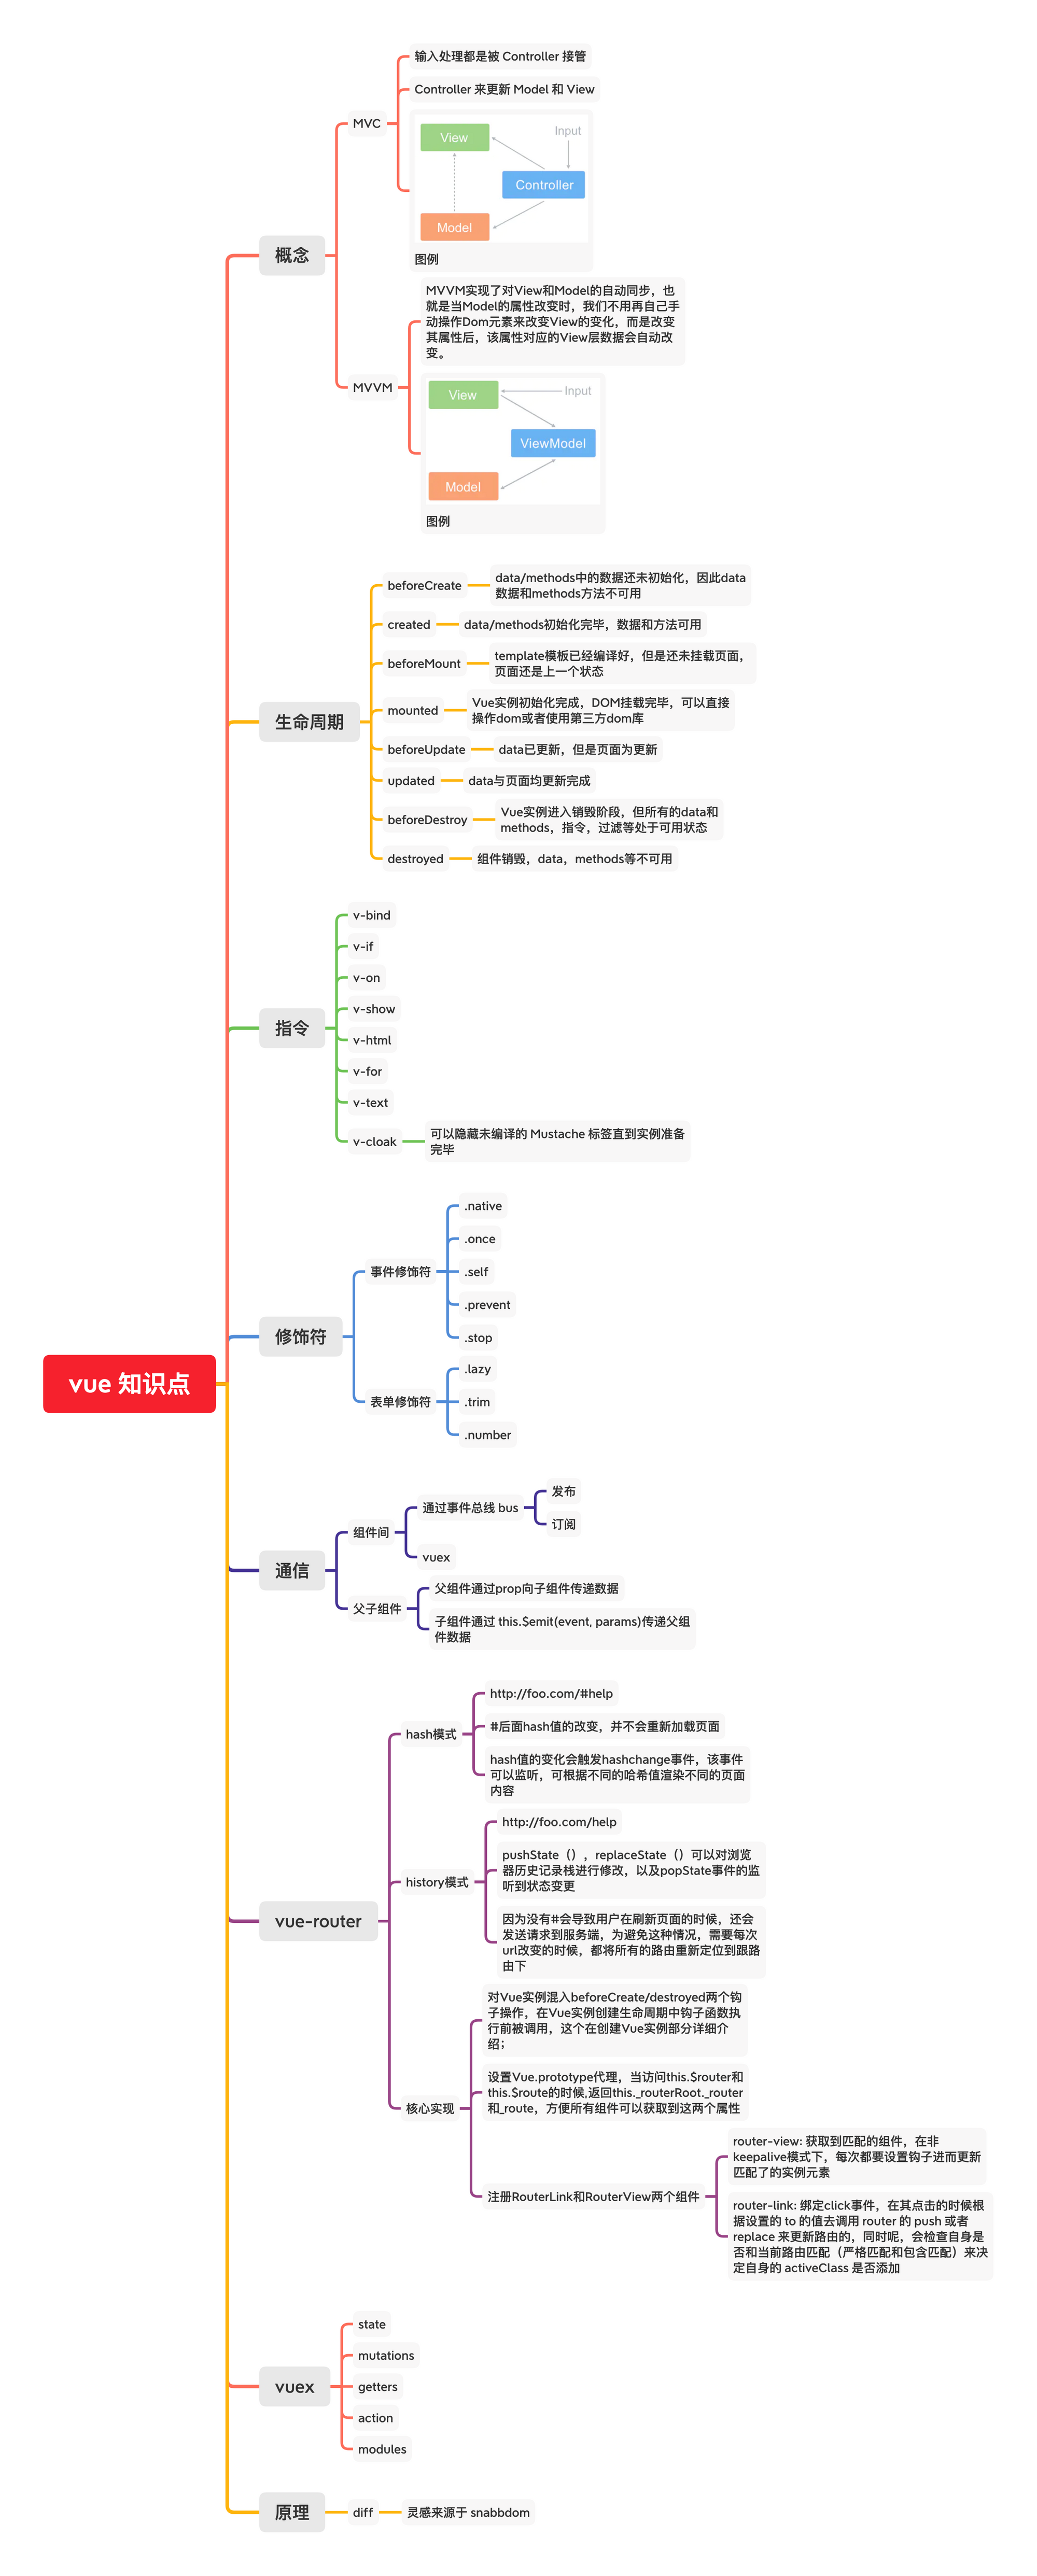 输入处理都是被 Controller 接管
Controller 来更新 Model 和 View
MVC
View
Input
Controller
Model
图例
概念
MVVM实现了对View和Model的自动同步，也
就是当Model的属性改变时，我们不用再自己手
动操作Dom元素来改变View的变化，而是改变
其属性后，该属性对应的View层数据会自动改
变。
MVVM
View
Input
ViewModel
Model
图例
beforeCreate
data/methods中的数据还未初始化，因此data
数据和methods方法不可用
created
data/methods初始化完毕，数据和方法可用
beforeMount
template模板已经编译好，但是还未挂载页面，
页面还是上一个状态
生命周期
mounted
Vue实例初始化完成，DOM挂载完毕，可以直接
操作dom或者使用第三方dom库
beforeUpdate
data已更新，但是页面为更新
updated
data与页面均更新完成
beforeDestroy
Vue实例进入销毁阶段，但所有的data和
methods，指令，过滤等处于可用状态
destroyed
组件销毁，data，methods等不可用
v-bind
v-if
v-on
v-show
指令
v-html
v-for
v-text
v-cloak
可以隐藏未编译的 Mustache 标签直到实例准备
完毕
.native
.once
事件修饰符
.self
.prevent
.stop
修饰符
vue 知识点
.lazy
表单修饰符
.trim
.number
发布
通过事件总线 bus
订阅
组件间
vuex
通信
父组件通过prop向子组件传递数据
父子组件
子组件通过 this.$emit(event, params)传递父组
件数据
http://foo.com/#help
hash模式
#后面hash值的改变，并不会重新加载页面
hash值的变化会触发hashchange事件，该事件
可以监听，可根据不同的哈希值渲染不同的页面
内容
http://foo.com/help
pushState（），replaceState（）可以对浏览
器历史记录栈进行修改，以及popState事件的监
听到状态变更
history模式
因为没有#会导致用户在刷新页面的时候，还会
发送请求到服务端，为避免这种情况，需要每次
url改变的时候，都将所有的路由重新定位到跟路
由下
vue-router
对Vue实例混入beforeCreate/destroyed两个钩
子操作，在Vue实例创建生命周期中钩子函数执
行前被调用，这个在创建Vue实例部分详细介
绍；
设置Vue.prototype代理，当访问this.$router和
this.$route的时候,返回this._routerRoot._router
和_route，方便所有组件可以获取到这两个属性
核心实现
router-view: 获取到匹配的组件，在非
keepalive模式下，每次都要设置钩子进而更新
匹配了的实例元素
注册RouterLink和RouterView两个组件
router-link: 绑定click事件，在其点击的时候根
据设置的 to 的值去调用 router 的 push 或者
replace 来更新路由的，同时呢，会检查自身是
否和当前路由匹配（严格匹配和包含匹配）来决
定自身的 activeClass 是否添加
state
mutations
vuex
getters
action
modules
原理
diff
灵感来源于 snabbdom